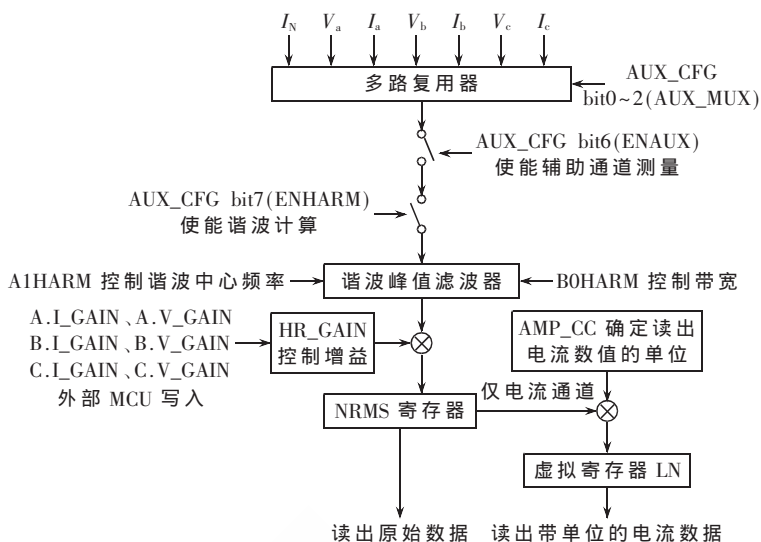 I_N V_a I_a V_b I_b V_c I_c
多路复用器
AUX_CFG
bit0~2(AUX_MUX)
AUX_CFG bit6(ENAUX)
使能辅助通道测量
AUX_CFG bit7(ENHARM)
使能谐波计算
A1HARM 控制谐波中心频率
谐波峰值滤波器
B0HARM 控制带宽
A.I_GAIN、A.V_GAIN
B.I_GAIN、B.V_GAIN
C.I_GAIN、C.V_GAIN
外部 MCU 写入
HR_GAIN
控制增益
AMP_CC 确定读出
电流数值的单位
NRMS 寄存器
仅电流通道
虚拟寄存器 LN
读出原始数据
读出带单位的电流数据